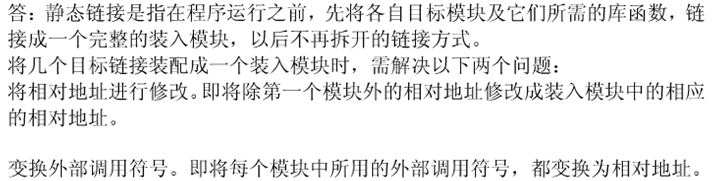 答：静态链接是指在程序运行之前，先将各自目标模块及它们所需的库函数，链
接成一个完整的装入模块，以后不再拆开的链接方式。
将几个目标链接装配成一个装入模块时，需解决以下两个问题：
将相对地址进行修改。即将除第一个模块外的相对地址修改成装入模块中的相应
的相对地址。
变换外部调用符号。即将每个模块中所用的外部调用符号，都变换为相对地址。